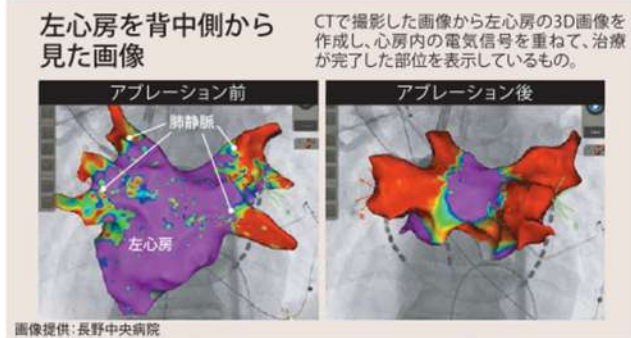 左心房を背中側から
見た画像
CTで撮影した画像から左心房の3D画像を
作成し、心房内の電気信号を重ねて、治療
が完了した部位を表示しているもの。
アブレーション前
アブレーション後
肺静脈
左心房
画像提供:長野中央病院